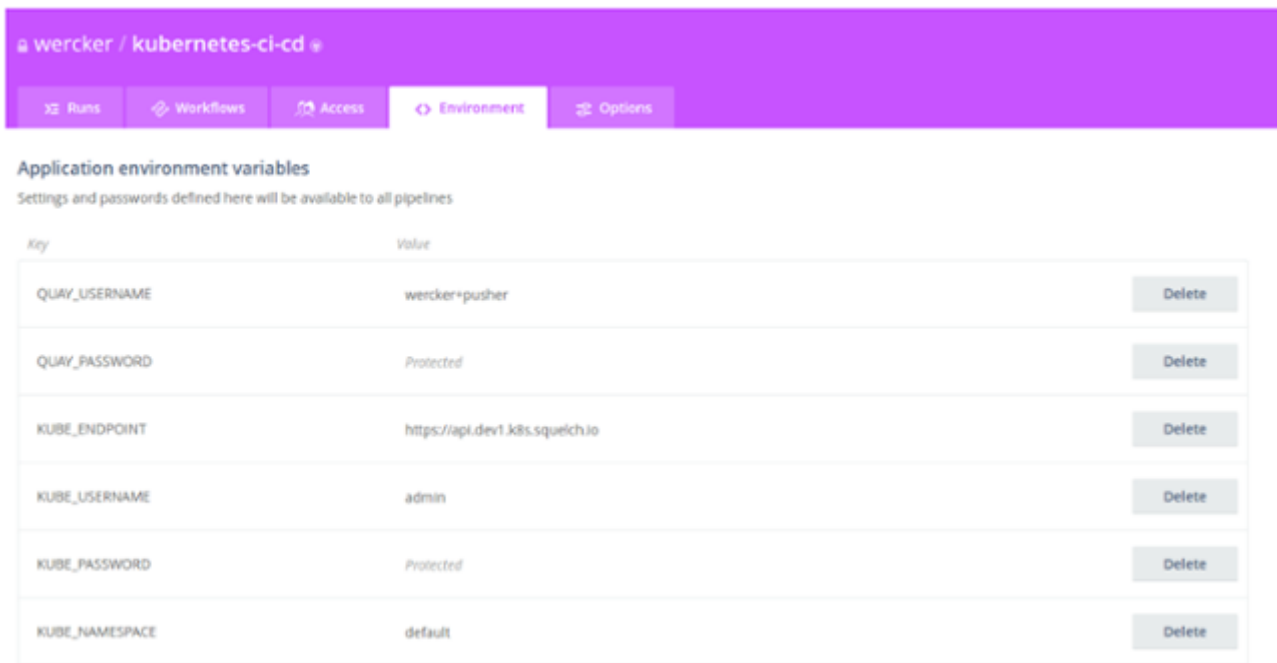 wercker / kubernetes-ci-cd
Runs Workflows Access Environment Options
Application environment variables
Settings and passwords defined here will be available to all pipelines
Key Value
QUAY_USERNAME wercker+pusher Delete
QUAY_PASSWORD Protected Delete
KUBE_ENDPOINT https://api.dev1.k8s.squelch.io Delete
KUBE_USERNAME admin Delete
KUBE_PASSWORD Protected Delete
KUBE_NAMESPACE default Delete